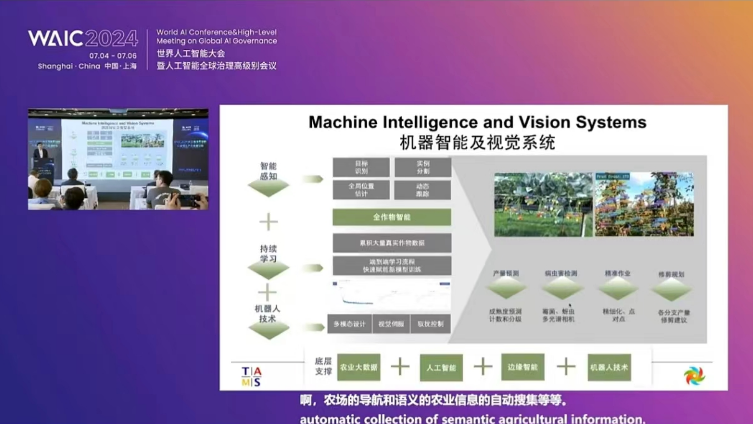 WAIC 2024
07.04 - 07.06
Shanghai · China 中国 · 上海
World AI Conference&High-Level
Meeting on Global AI Governance
世界人工智能大会
暨人工智能全球治理高级别会议
Machine Intelligence and Vision Systems
机器智能及视觉系统
智能
感知
目标
识别
实例
分割
全局位置
估计
动态
跟踪
全作物智能
持续
学习
累积大量真实作物数据
端到端学习流程
快速赋能新模型训练
机器人
技术
多模态设计
视觉伺服
软抓控制
产量预测
病虫害检测
精准作业
修剪规划
成熟度预测
计数和分级
霉菌、粉虫
多光谱相机
精细化、点
对点
各分支产量
修剪建议
底层
支撑
农业大数据
人工智能
边缘智能
机器人技术
T A
M S
啊，农场的导航和语义的农业信息的自动搜集等等。
automatic collection of semantic agricultural information.